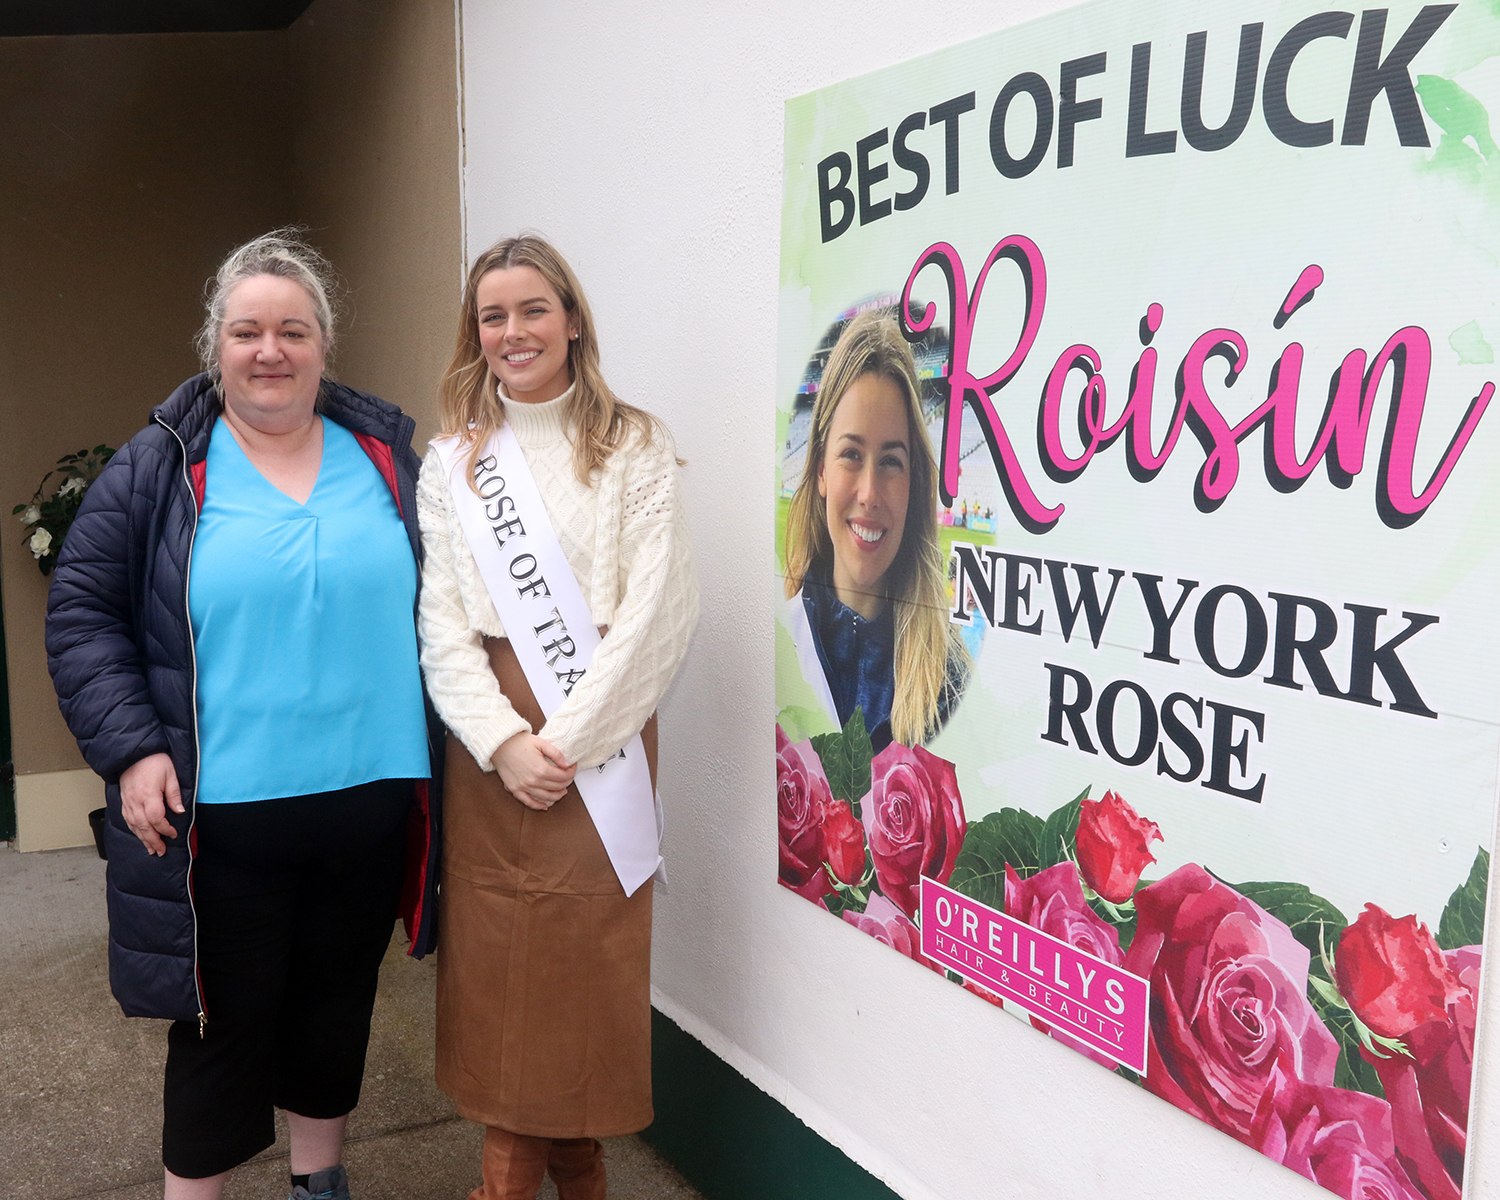 BEST OF LUCK
Roisín
NEW YORK
ROSE
O'REILLYS
HAIR & BEAUTY
ROSE OF TRA